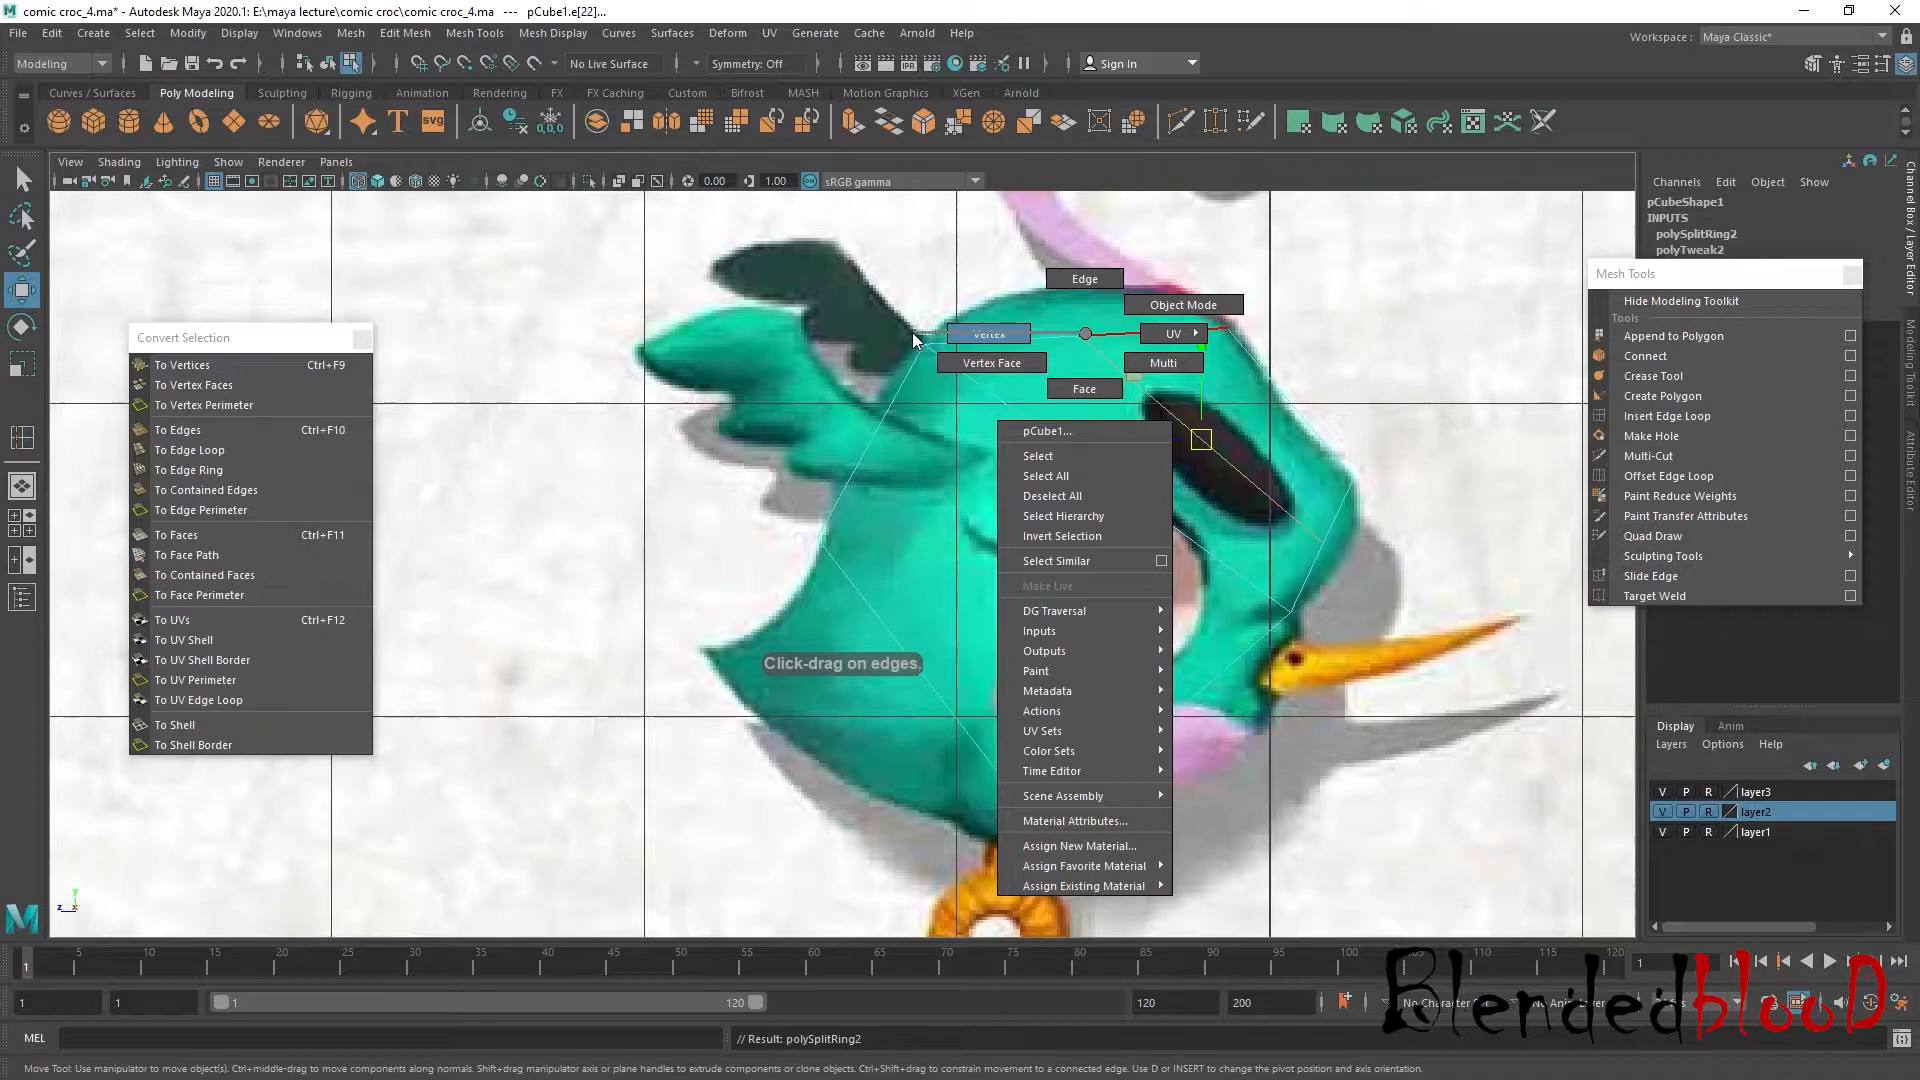 comic croc_4.ma* - Autodesk Maya 2020.1: E:\maya lecture\comic croc\comic croc_4.ma --- pCube1.e[22]...
File Edit Create Select Modify Display Windows Mesh Edit Mesh Mesh Tools Mesh Display Curves Surfaces Deform UV Generate Cache Arnold Help
Workspace : Maya Classic*
Modeling No Live Surface Symmetry: Off Sign In
Curves / Surfaces Poly Modeling Sculpting Rigging Animation Rendering FX FX Caching Custom Bifrost MASH Motion Graphics XGen Arnold
svg
0,0,0
View Shading Lighting Show Renderer Panels
0.00 1.00 sRGB gamma
Channels Edit Object Show
pCubeShape1
INPUTS
polySplitRing2
polyTweak2
Channel Box / Layer Editor
Modeling Toolkit
Attribute Editor
Mesh Tools
Hide Modeling Toolkit
Tools
Append to Polygon
Connect
Crease Tool
Create Polygon
Insert Edge Loop
Make Hole
Multi-Cut
Offset Edge Loop
Paint Reduce Weights
Paint Transfer Attributes
Quad Draw
Sculpting Tools
Slide Edge
Target Weld
Convert Selection
To Vertices Ctrl+F9
To Vertex Faces
To Vertex Perimeter
To Edges Ctrl+F10
To Edge Loop
To Edge Ring
To Contained Edges
To Edge Perimeter
To Faces Ctrl+F11
To Face Path
To Contained Faces
To Face Perimeter
To UVs Ctrl+F12
To UV Shell
To UV Shell Border
To UV Perimeter
To UV Edge Loop
To Shell
To Shell Border
Edge
Object Mode
Vertex
UV
Vertex Face
Multi
Face
pCube1...
Select
Select All
Deselect All
Select Hierarchy
Invert Selection
Select Similar
Make Live
DG Traversal
Inputs
Outputs
Paint
Metadata
Actions
UV Sets
Color Sets
Time Editor
Scene Assembly
Material Attributes...
Assign New Material...
Assign Favorite Material
Assign Existing Material
Click-drag on edges.
y
z x
Display Anim
Layers Options Help
V P R layer3
V P R layer2
V P R layer1
5 10 15 20 25 30 35 40 45 50 55 60 65 70 75 80 85 90 95 100 105 110 115 120
1 1
1 1 1 120 120 200 No Character Set
BlendedblooD
MEL // Result: polySplitRing2
Move Tool: Use manipulator to move object(s). Ctrl+middle-drag to move components along normals. Shift+drag manipulator axis or plane handles to extrude components or clone objects. Ctrl+Shift+drag to constrain movement to a connected edge. Use D or INSERT to change the pivot position and axis orientation.